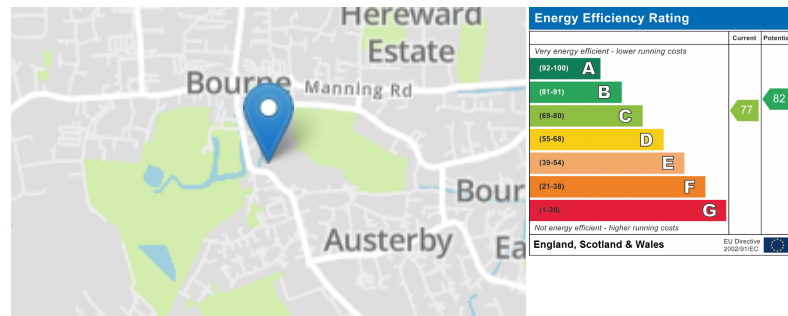 Hereward
Estate
Bourne
Manning Rd
Bour
Austerby
Ea
Energy Efficiency Rating
Current
Potentia
Very energy efficient - lower running costs
(92-100) A
(81-91) B
82
(69-80) C
77
(55-68) D
(39-54) E
(21-38) F
(1-20) G
Not energy efficient - higher running costs
England, Scotland & Wales
EU Directive
2002/91/EC